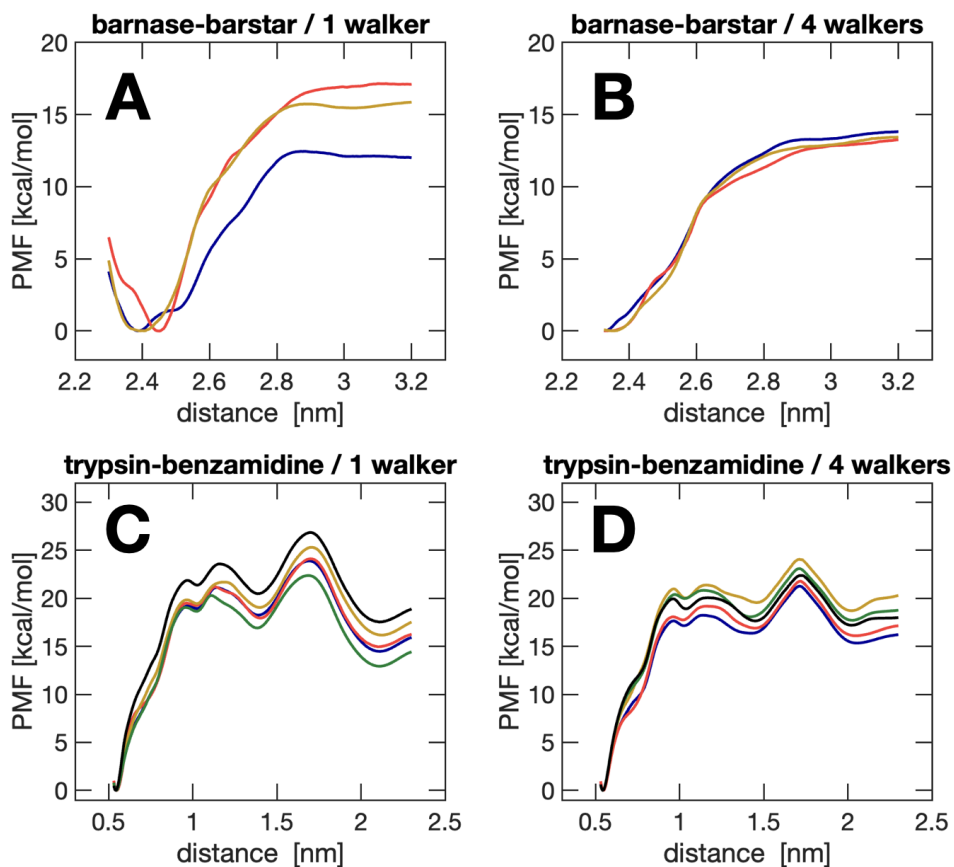 barnase-barstar / 1 walker
A
PMF [kcal/mol]
20
15
10
5
0
2.2 2.4 2.6 2.8 3 3.2
distance [nm]
barnase-barstar / 4 walkers
B
PMF [kcal/mol]
20
15
10
5
0
2.2 2.4 2.6 2.8 3 3.2
distance [nm]
trypsin-benzamidine / 1 walker
C
PMF [kcal/mol]
30
25
20
15
10
5
0
0.5 1 1.5 2 2.5
distance [nm]
trypsin-benzamidine / 4 walkers
D
PMF [kcal/mol]
30
25
20
15
10
5
0
0.5 1 1.5 2 2.5
distance [nm]